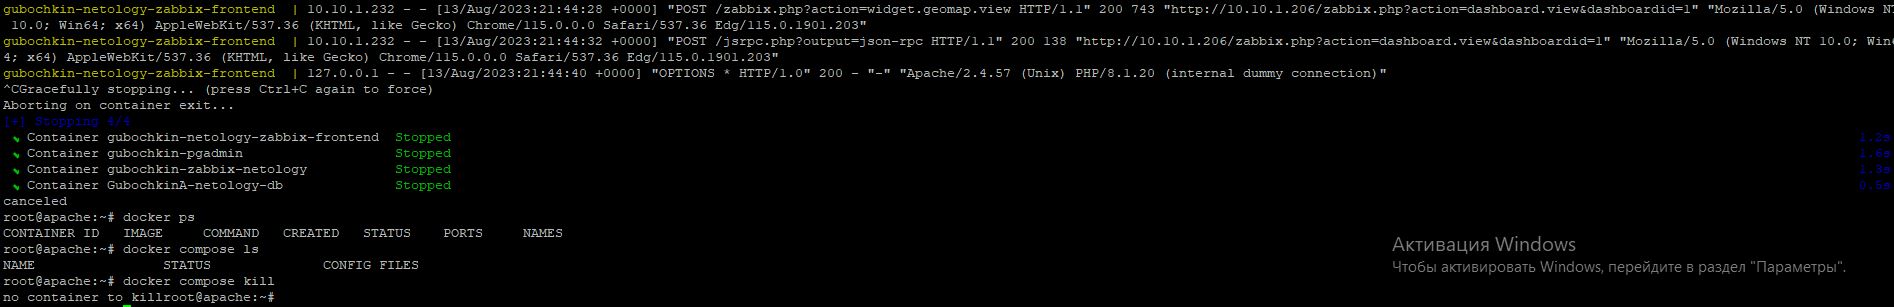 gubochkin-netology-zabbix-frontend  | 10.10.1.232 - - [13/Aug/2023:21:44:28 +0000] "POST /zabbix.php?action=widget.geomap.view HTTP/1.1" 200 743 "http://10.10.1.206/zabbix.php?action=dashboard.view&dashboardid=1" "Mozilla/5.0 (Windows NT
 10.0; Win64; x64) AppleWebKit/537.36 (KHTML, like Gecko) Chrome/115.0.0.0 Safari/537.36 Edg/115.0.1901.203"
gubochkin-netology-zabbix-frontend  | 10.10.1.232 - - [13/Aug/2023:21:44:32 +0000] "POST /jsrpc.php?output=json-rpc HTTP/1.1" 200 138 "http://10.10.1.206/zabbix.php?action=dashboard.view&dashboardid=1" "Mozilla/5.0 (Windows NT 10.0; Win6
4; x64) AppleWebKit/537.36 (KHTML, like Gecko) Chrome/115.0.0.0 Safari/537.36 Edg/115.0.1901.203"
gubochkin-netology-zabbix-frontend  | 127.0.0.1 - - [13/Aug/2023:21:44:40 +0000] "OPTIONS * HTTP/1.0" 200 - "-" "Apache/2.4.57 (Unix) PHP/8.1.20 (internal dummy connection)"
^CGracefully stopping... (press Ctrl+C again to force)
Aborting on container exit...
[+] Stopping 4/4
 ✔ Container gubochkin-netology-zabbix-frontend  Stopped 1.2s
 ✔ Container gubochkin-pgadmin                   Stopped 1.6s
 ✔ Container gubochkin-zabbix-netology           Stopped 1.3s
 ✔ Container GubochkinA-netology-db              Stopped 0.5s
canceled
root@apache:~# docker ps
CONTAINER ID   IMAGE     COMMAND   CREATED   STATUS    PORTS     NAMES
root@apache:~# docker compose ls
NAME                STATUS              CONFIG FILES
root@apache:~# docker compose kill
no container to killroot@apache:~#
Активация Windows
Чтобы активировать Windows, перейдите в раздел "Параметры".